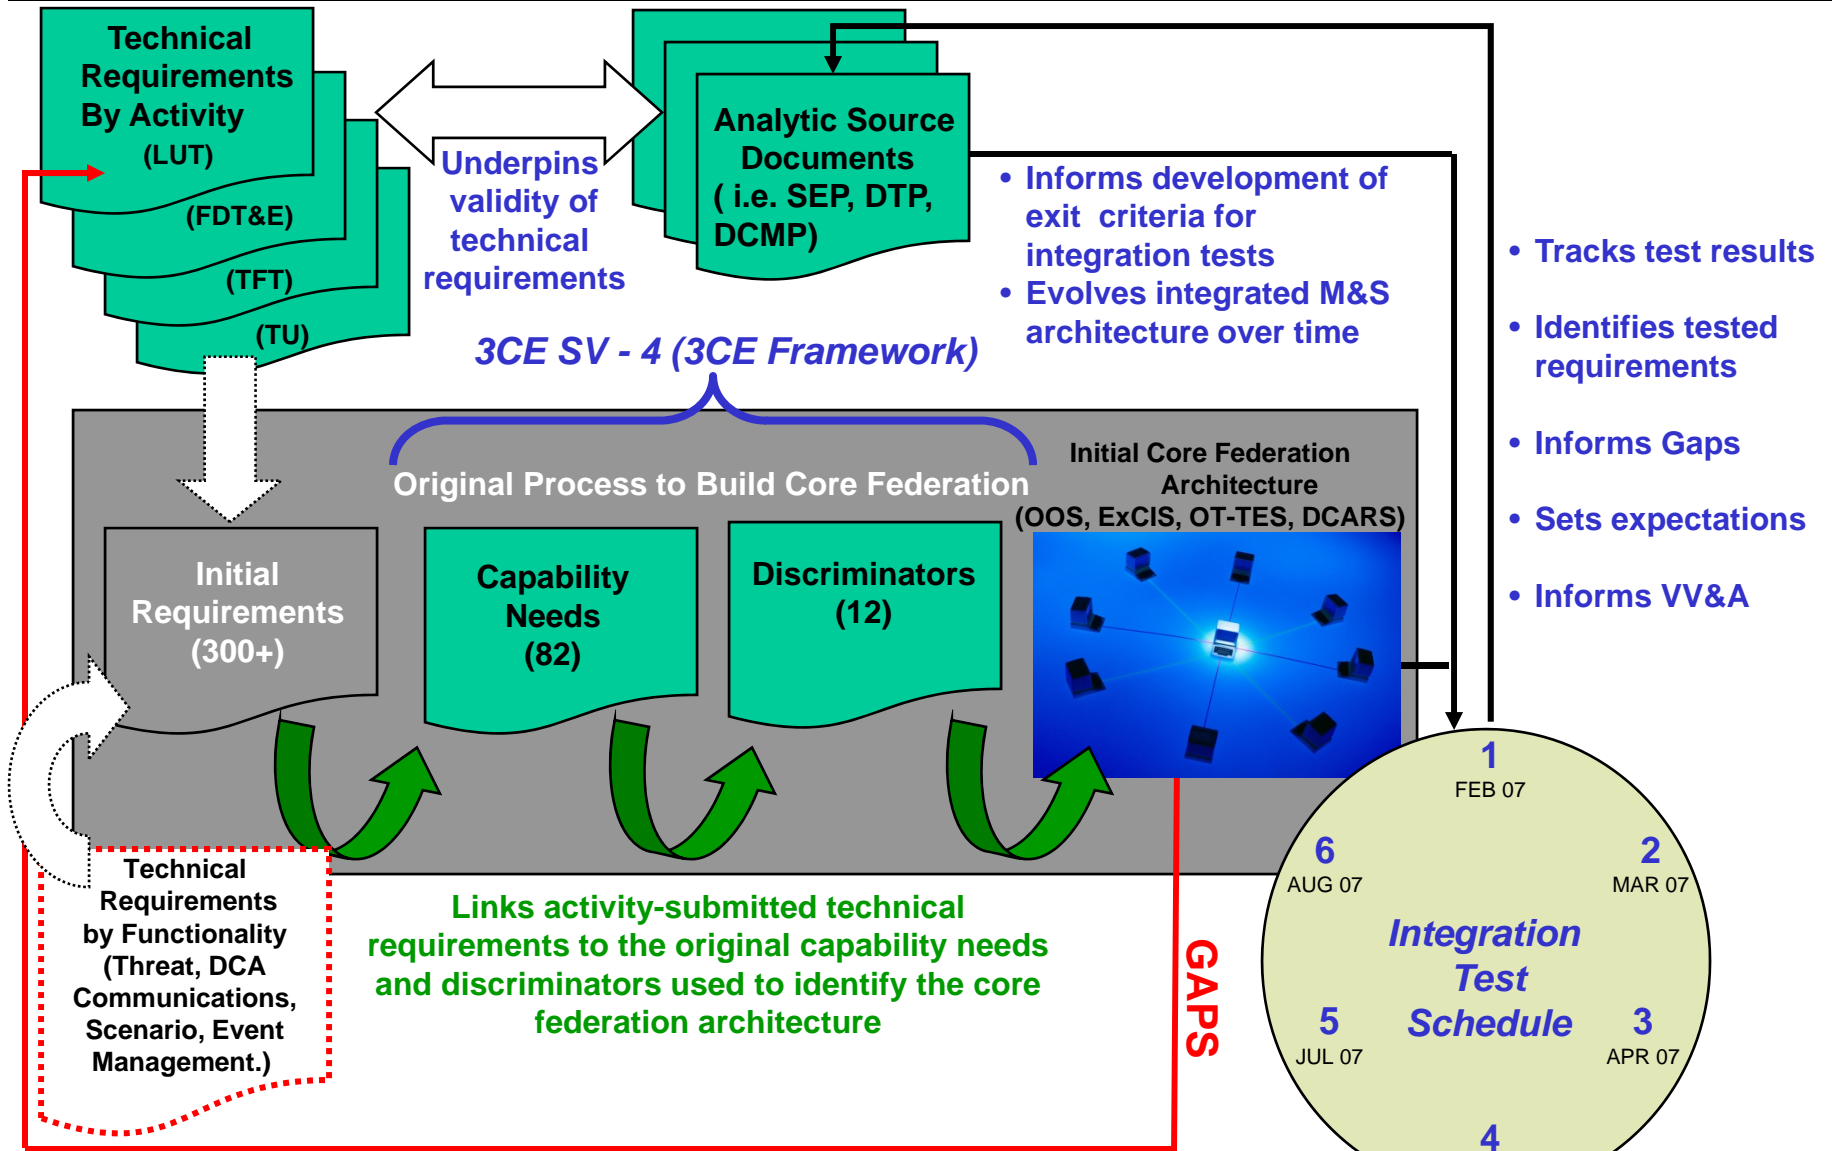 Technical
Requirements
By Activity
(LUT)
(FDT&E)
(TFT)
(TU)
Underpins
validity of
technical
requirements
Analytic Source
Documents
( i.e. SEP, DTP,
DCMP)
• Informs development of
exit criteria for
integration tests
• Evolves integrated M&S
architecture over time
• Tracks test results
• Identifies tested
requirements
• Informs Gaps
• Sets expectations
• Informs VV&A
3CE SV - 4 (3CE Framework)
Original Process to Build Core Federation
Initial Core Federation
Architecture
(OOS, ExCIS, OT-TES, DCARS)
Initial
Requirements
(300+)
Capability
Needs
(82)
Discriminators
(12)
Technical
Requirements
by Functionality
(Threat, DCA
Communications,
Scenario, Event
Management.)
Links activity-submitted technical
requirements to the original capability needs
and discriminators used to identify the core
federation architecture
GAPS
1
FEB 07
2
MAR 07
3
APR 07
4
5
JUL 07
6
AUG 07
Integration
Test
Schedule